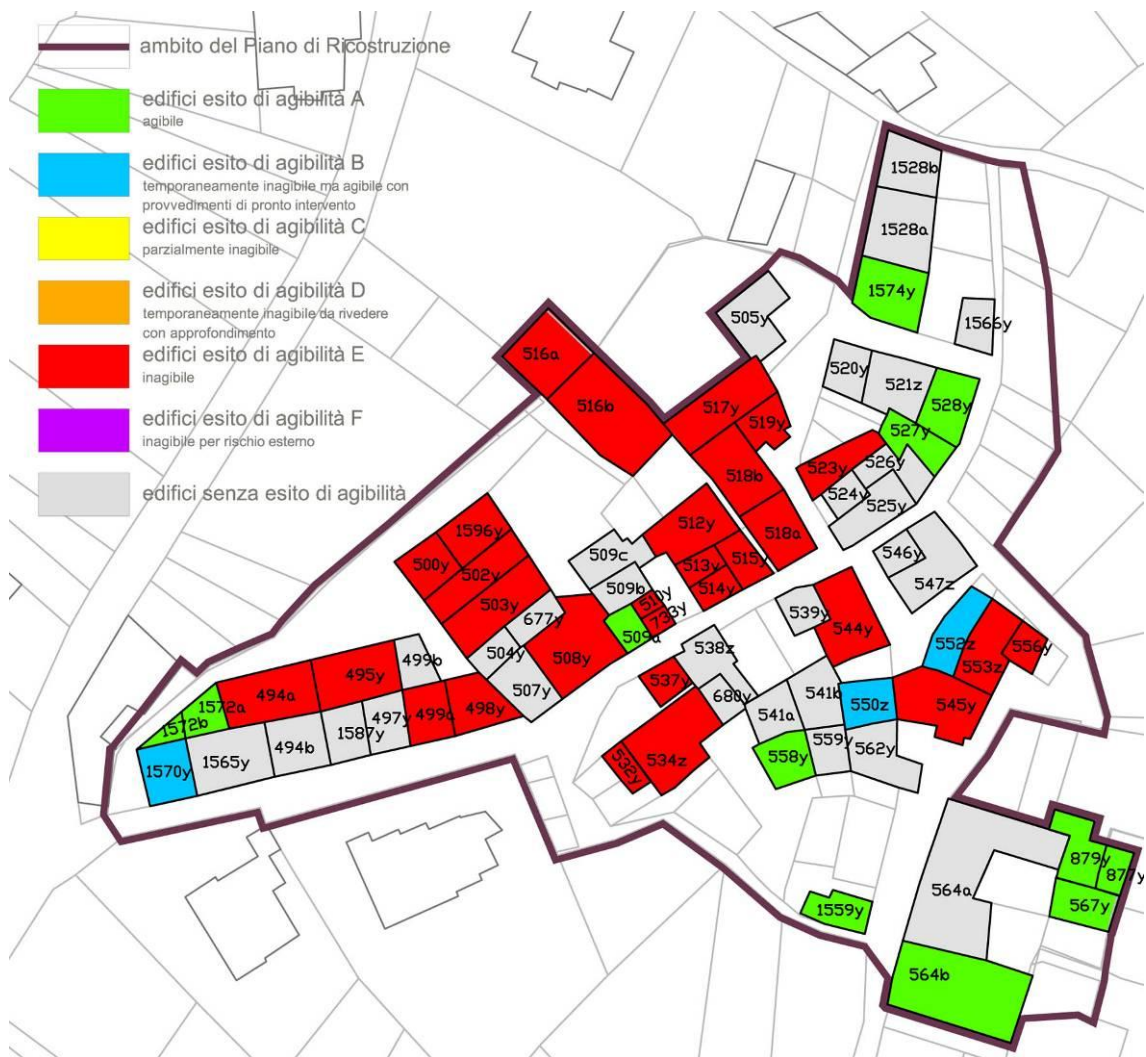 ambito del Piano di Ricostruzione
edifici esito di agibilità A
agibile
edifici esito di agibilità B
temporaneamente inagibile ma agibile con
provvedimenti di pronto intervento
edifici esito di agibilità C
parzialmente inagibile
edifici esito di agibilità D
temporaneamente inagibile da rivedere
con approfondimento
edifici esito di agibilità E
inagibile
edifici esito di agibilità F
inagibile per rischio esterno
edifici senza esito di agibilità
1528b
1528a
1574y
505y
1566y
516a
520y
521z
516b
517y
528y
519y
527y
518b
523y
526y
524y
525y
512y
518a
1596y
500y
502y
509c
513y
515y
514y
546y
547z
503y
509b
510y
733y
677y
509a
539y
544y
504y
508y
538z
552z
553z
556y
499b
495y
507y
537y
680y
541b
494a
1572a
1572b
497y
499a
498y
541a
550z
545y
1587y
494b
1565y
1570y
534z
532y
558y
559y
562y
879y
877y
564a
567y
1559y
564b